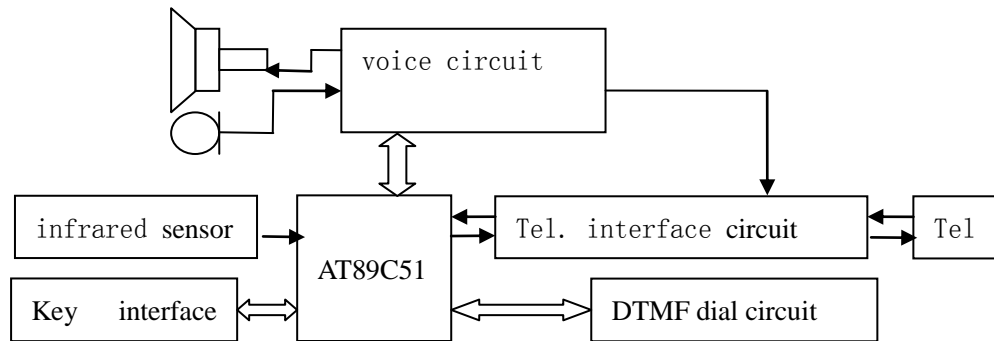 voice circuit
infrared sensor
Tel. interface circuit
Tel
AT89C51
Key interface
DTMF dial circuit